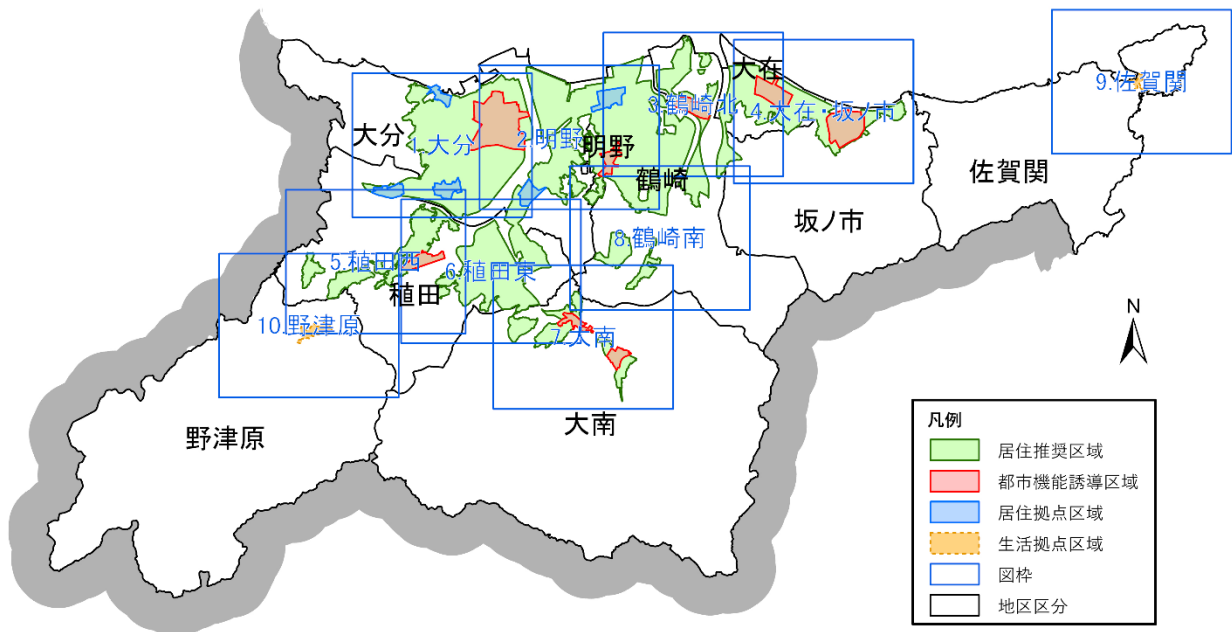 大在
9.佐賀関
大分
1.大分
2.明野
明野
3.鶴崎北
4.大在・坂ノ市
鶴崎
佐賀関
坂ノ市
8.鶴崎南
5.稙田西
6.稙田東
稙田
10.野津原
7.大南
大南
野津原
N
凡例
居住推奨区域
都市機能誘導区域
居住拠点区域
生活拠点区域
図枠
地区区分